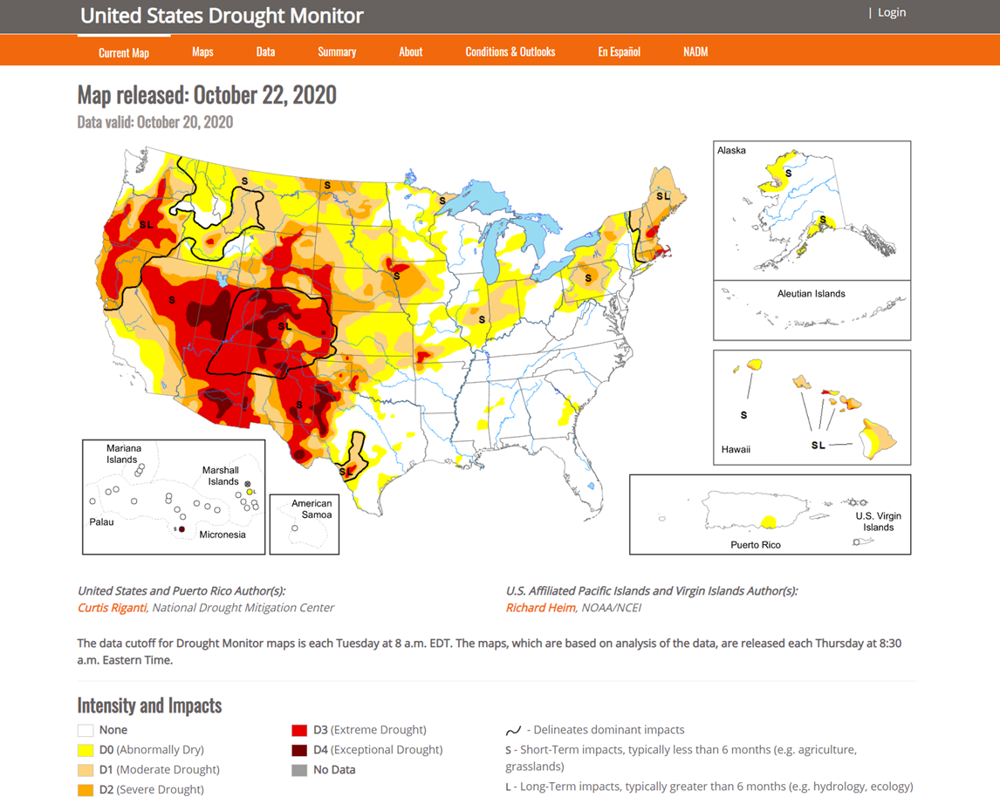 United States Drought Monitor
| Login
Current Map Maps Data Summary About Conditions & Outlooks En Español NADM
Map released: October 22, 2020
Data valid: October 20, 2020
Alaska
S
S
Aleutian Islands
S
S
S
SL
SL
S
S
SL
S
S
S
S
SL
S
Hawaii
SL
Mariana
Islands
Marshall
Islands
L
Palau
S
Micronesia
American
Samoa
U.S. Virgin
Islands
Puerto Rico
United States and Puerto Rico Author(s):
Curtis Riganti, National Drought Mitigation Center
U.S. Affiliated Pacific Islands and Virgin Islands Author(s):
Richard Heim, NOAA/NCEI
The data cutoff for Drought Monitor maps is each Tuesday at 8 a.m. EDT. The maps, which are based on analysis of the data, are released each Thursday at 8:30
a.m. Eastern Time.
Intensity and Impacts
None
D0 (Abnormally Dry)
D1 (Moderate Drought)
D2 (Severe Drought)
D3 (Extreme Drought)
D4 (Exceptional Drought)
No Data
- Delineates dominant impacts
S - Short-Term impacts, typically less than 6 months (e.g. agriculture,
grasslands)
L - Long-Term impacts, typically greater than 6 months (e.g. hydrology, ecology)